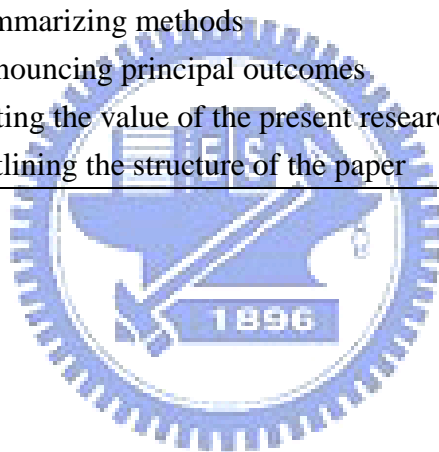 mmarizing methods
nouncing principal outcomes
ting the value of the present researc
tlining the structure of the paper
E S
1896